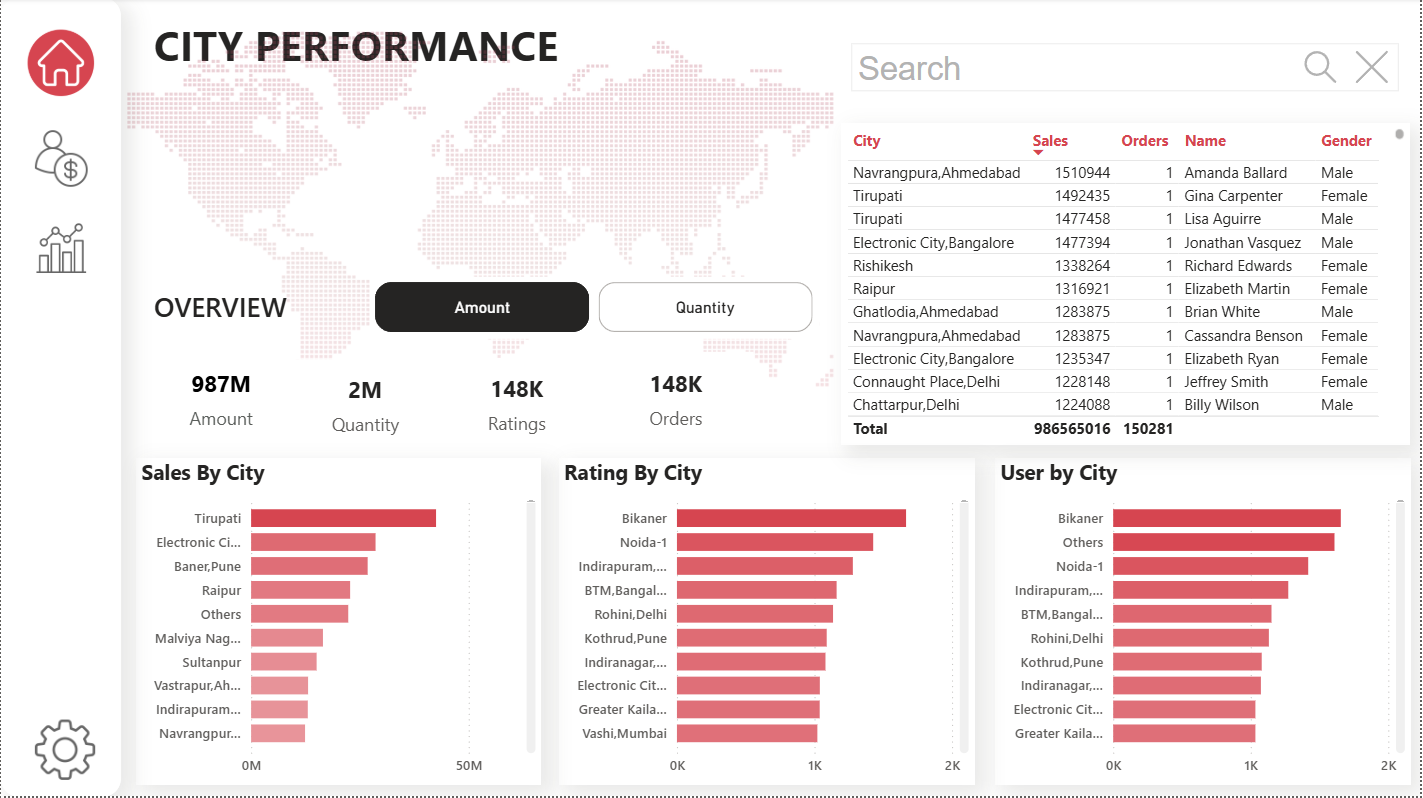 CITY PERFORMANCE
Search
City Sales Orders Name Gender
Navrangpura,Ahmedabad 1510944 1 Amanda Ballard Male
Tirupati 1492435 1 Gina Carpenter Female
Tirupati 1477458 1 Lisa Aguirre Male
Electronic City,Bangalore 1477394 1 Jonathan Vasquez Male
Rishikesh 1338264 1 Richard Edwards Female
Raipur 1316921 1 Elizabeth Martin Female
Ghatlodia,Ahmedabad 1283875 1 Brian White Male
Navrangpura,Ahmedabad 1283875 1 Cassandra Benson Female
Electronic City,Bangalore 1235347 1 Elizabeth Ryan Female
Connaught Place,Delhi 1228148 1 Jeffrey Smith Female
Chattarpur,Delhi 1224088 1 Billy Wilson Male
Total 986565016 150281
OVERVIEW
Amount
Quantity
987M
Amount
2M
Quantity
148K
Ratings
148K
Orders
Sales By City
Tirupati
Electronic Ci...
Baner,Pune
Raipur
Others
Malviya Nag...
Sultanpur
Vastrapur,Ah...
Indirapuram...
Navrangpur...
0M 50M
Rating By City
Bikaner
Noida-1
Indirapuram,...
BTM,Bangal...
Rohini,Delhi
Kothrud,Pune
Indiranagar,...
Electronic Cit...
Greater Kaila...
Vashi,Mumbai
0K 1K 2K
User by City
Bikaner
Others
Noida-1
Indirapuram,...
BTM,Bangal...
Rohini,Delhi
Kothrud,Pune
Indiranagar,...
Electronic Cit...
Greater Kaila...
0K 1K 2K